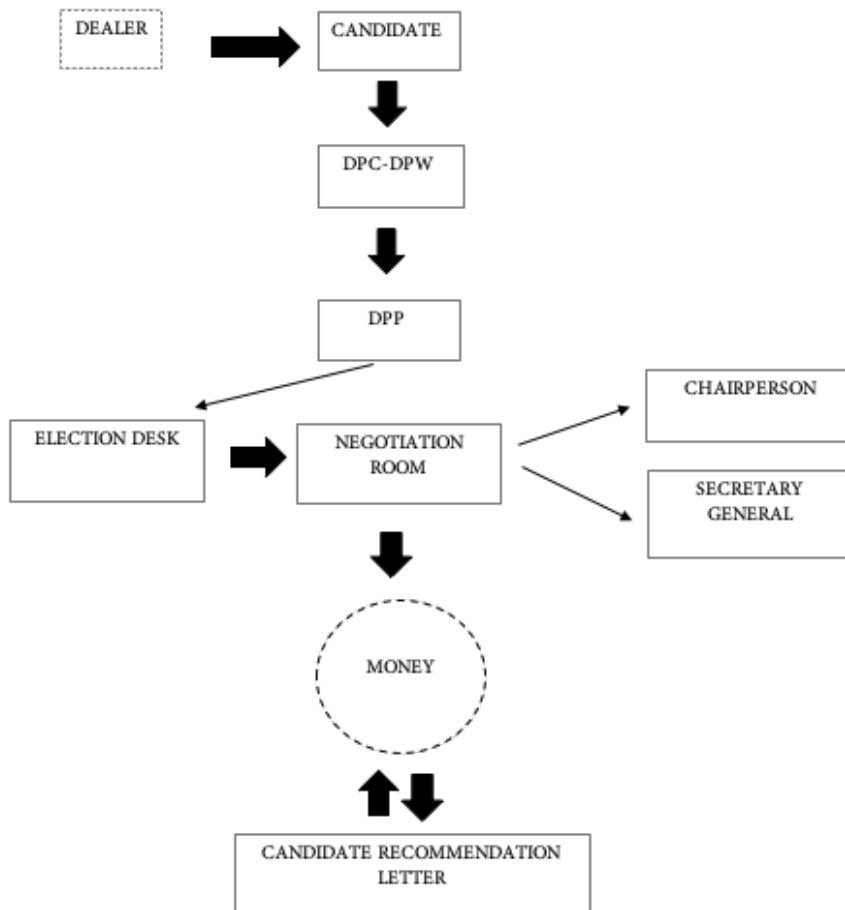 DEALER
CANDIDATE
DPC-DPW
DPP
CHAIRPERSON
ELECTION DESK
NEGOTIATION
ROOM
SECRETARY
GENERAL
MONEY
CANDIDATE RECOMMENDATION
LETTER